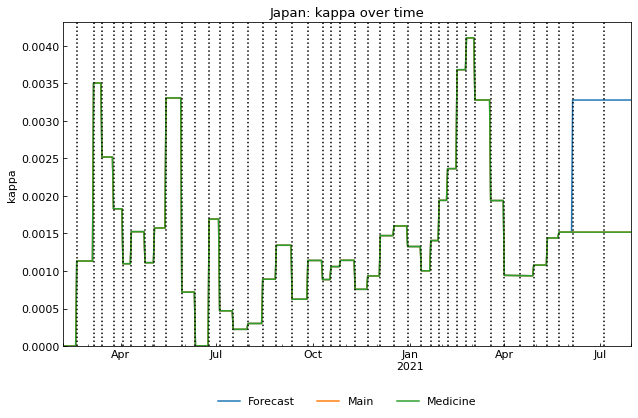 Japan: kappa over time
kappa
0.0040
0.0035
0.0030
0.0025
0.0020
0.0015
0.0010
0.0005
0.0000
Apr Jul Oct Jan Apr Jul
2021
Forecast Main Medicine